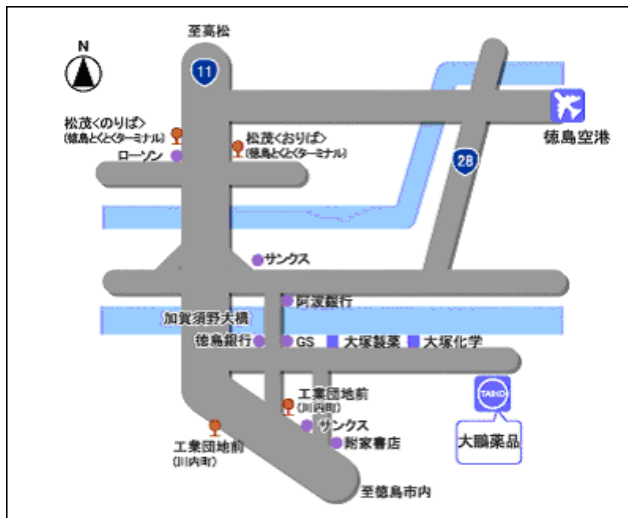 至高松
N
11
松茂<のりば>
(徳島とくとくターミナル)
ローソン
松茂<おりば>
(徳島とくとくターミナル)
徳島空港
28
サンクス
阿波銀行
加賀須野大橋
徳島銀行
GS
大塚製薬
大塚化学
工業団地前
(川内町)
TAIHO
サンクス
大鵬薬品
附家書店
工業団地前
(川内町)
至徳島市内